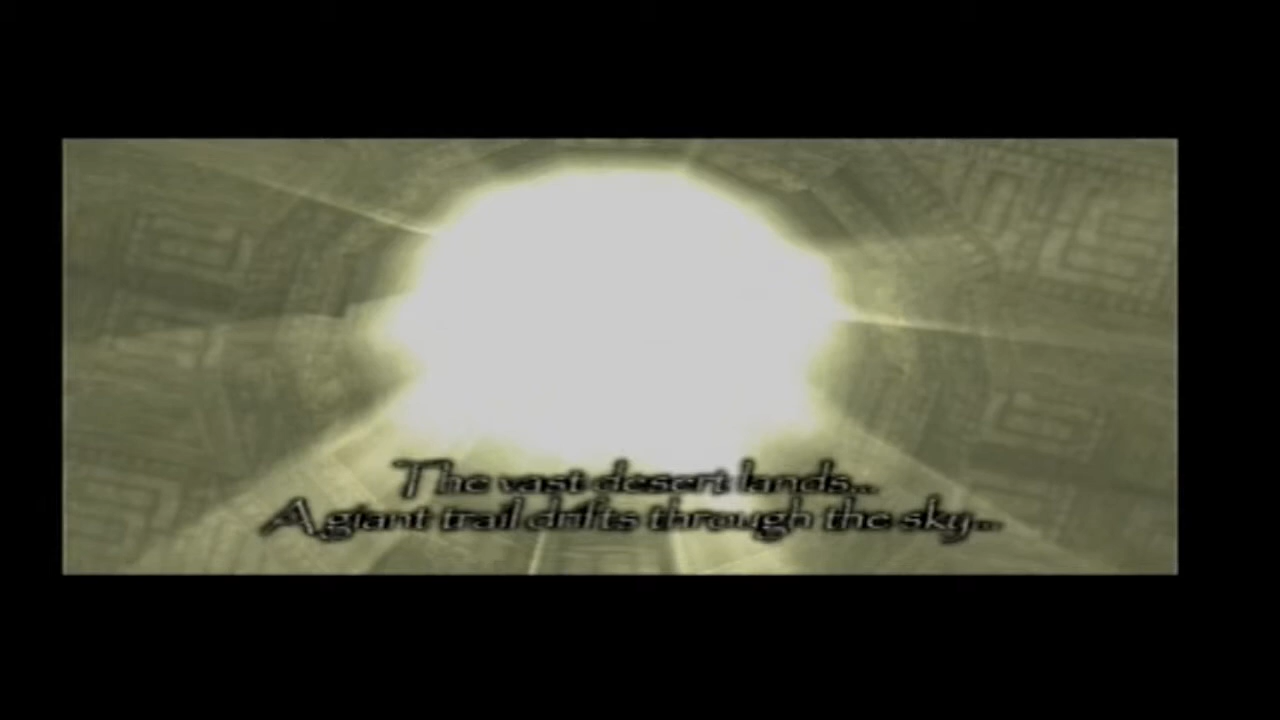 The vast desert lands...
A giant trail drifts through the sky...